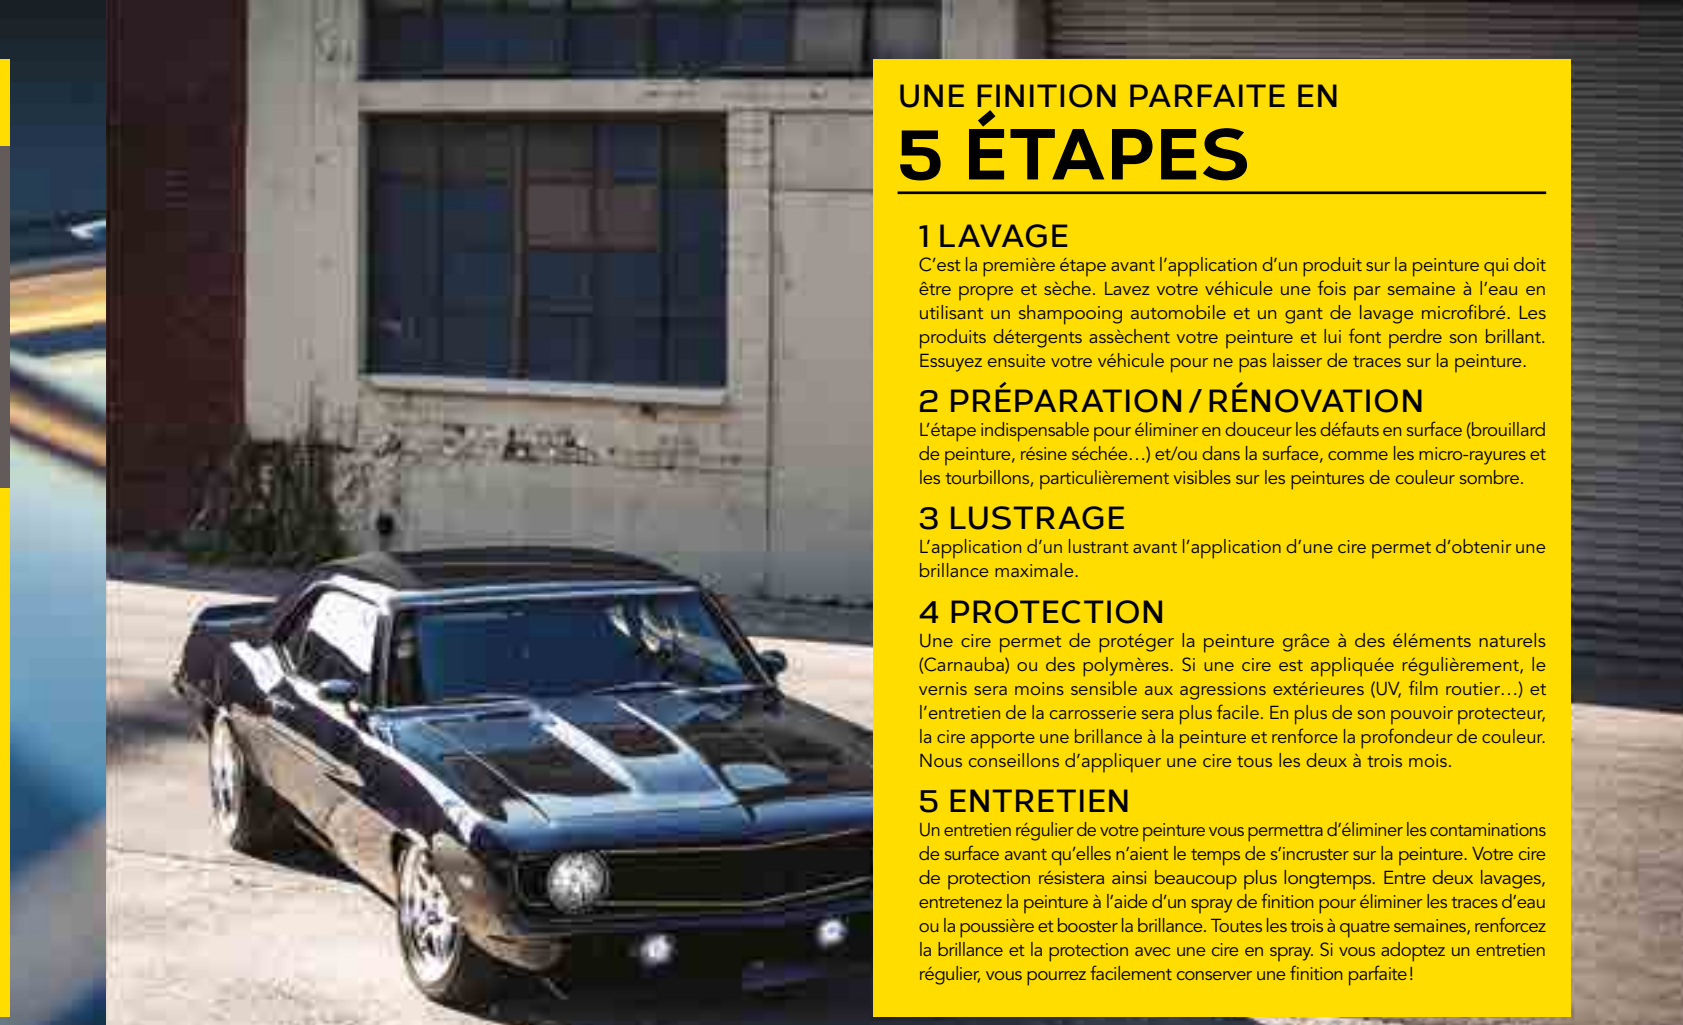 UNE FINITION PARFAITE EN
5 ÉTAPES
1 LAVAGE
C'est la première étape avant l'application d'un produit sur la peinture qui doit
être propre et sèche. Lavez votre véhicule une fois par semaine à l'eau en
utilisant un shampooing automobile et un gant de lavage microfibré. Les
produits détergents assèchent votre peinture et lui font perdre son brillant.
Essuyez ensuite votre véhicule pour ne pas laisser de traces sur la peinture.
2 PRÉPARATION / RÉNOVATION
L'étape indispensable pour éliminer en douceur les défauts en surface (brouillard
de peinture, résine séchée…) et/ou dans la surface, comme les micro-rayures et
les tourbillons, particulièrement visibles sur les peintures de couleur sombre.
3 LUSTRAGE
L'application d'un lustrant avant l'application d'une cire permet d'obtenir une
brillance maximale.
4 PROTECTION
Une cire permet de protéger la peinture grâce à des éléments naturels
(Carnauba) ou des polymères. Si une cire est appliquée régulièrement, le
vernis sera moins sensible aux agressions extérieures (UV, film routier…) et
l'entretien de la carrosserie sera plus facile. En plus de son pouvoir protecteur,
la cire apporte une brillance à la peinture et renforce la profondeur de couleur.
Nous conseillons d'appliquer une cire tous les deux à trois mois.
5 ENTRETIEN
Un entretien régulier de votre peinture vous permettra d'éliminer les contaminations
de surface avant qu'elles n'aient le temps de s'incruster sur la peinture. Votre cire
de protection résistera ainsi beaucoup plus longtemps. Entre deux lavages,
entretenez la peinture à l'aide d'un spray de finition pour éliminer les traces d'eau
ou la poussière et booster la brillance. Toutes les trois à quatre semaines, renforcez
la brillance et la protection avec une cire en spray. Si vous adoptez un entretien
régulier, vous pourrez facilement conserver une finition parfaite !